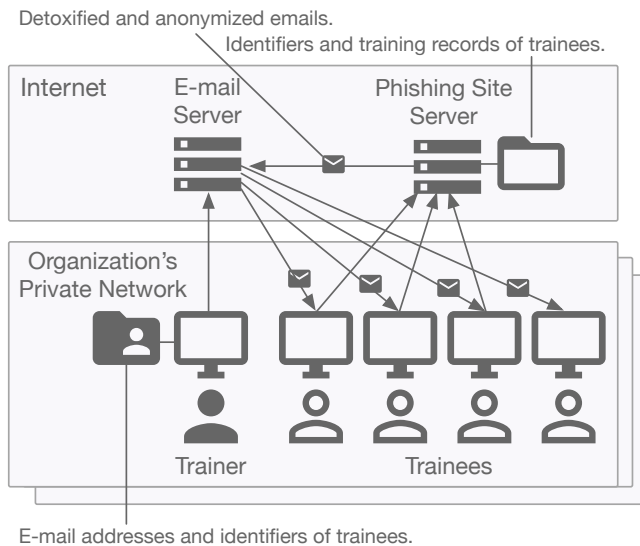 Detoxified and anonymized emails.
Identifiers and training records of trainees.
Internet
E-mail
Server
Phishing Site
Server
Organization's
Private Network
Trainer
Trainees
E-mail addresses and identifiers of trainees.